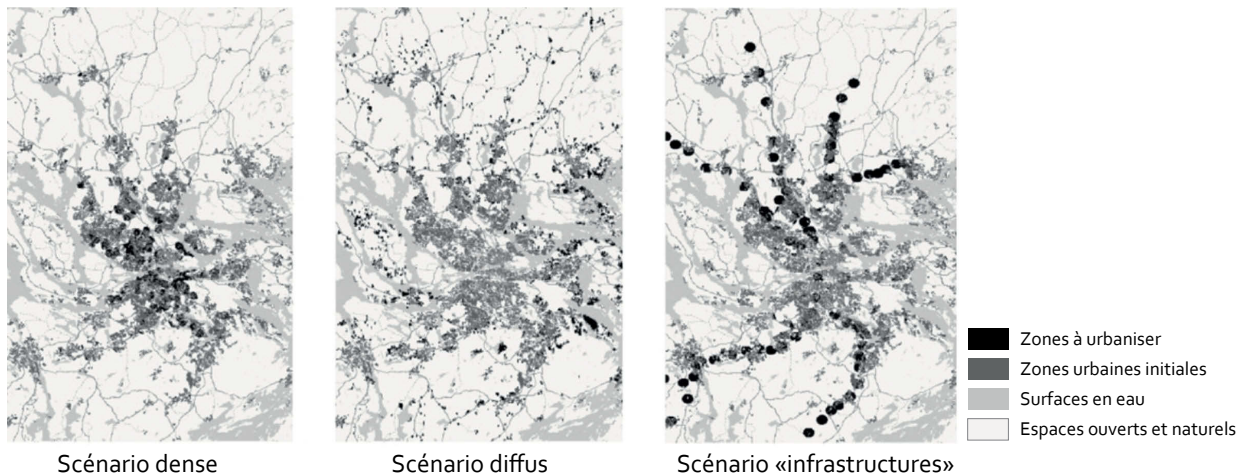 Zones à urbaniser
Zones urbaines initiales
Surfaces en eau
Espaces ouverts et naturels
Scénario dense
Scénario diffus
Scénario «infrastructures»